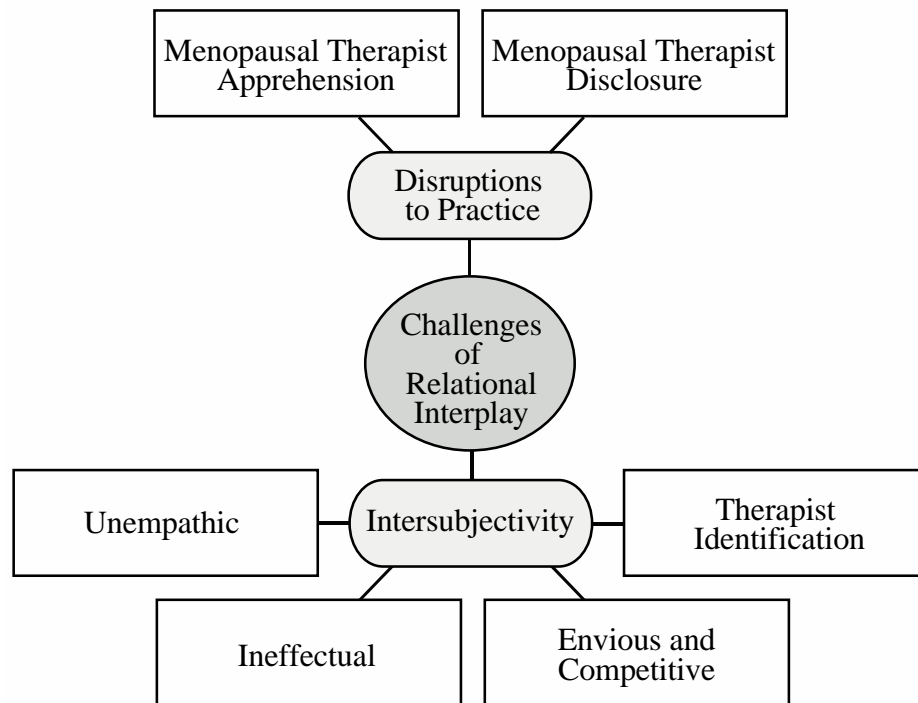 Menopausal Therapist
Apprehension
Menopausal Therapist
Disclosure
Disruptions
to Practice
Challenges
of
Relational
Interplay
Unempathic
Intersubjectivity
Therapist
Identification
Ineffectual
Envious and
Competitive